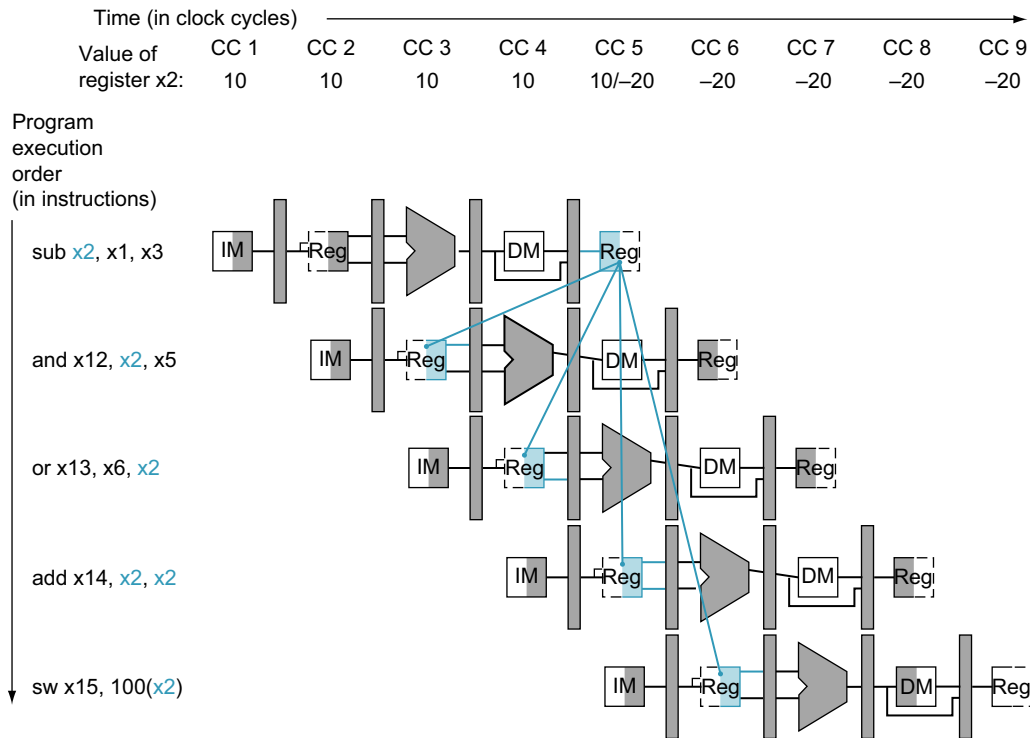 Time (in clock cycles)
Value of register x2:
CC 1 CC 2 CC 3 CC 4 CC 5 CC 6 CC 7 CC 8 CC 9
10 10 10 10 10/–20 –20 –20 –20 –20
Program
execution
order
(in instructions)
sub x2, x1, x3
IM Reg DM Reg
and x12, x2, x5
IM Reg DM Reg
or x13, x6, x2
IM Reg DM Reg
add x14, x2, x2
IM Reg DM Reg
sw x15, 100(x2)
IM Reg DM Reg